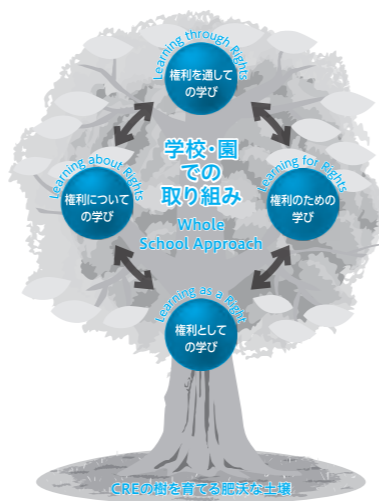 Learning through Rights
権利を通して
の学び
Learning about Rights
権利について
の学び
学校・園
での
取り組み
Whole
School Approach
Learning for Rights
権利のための
学び
Learning as a Right
権利として
の学び
CREの樹を育てる肥沃な土壌